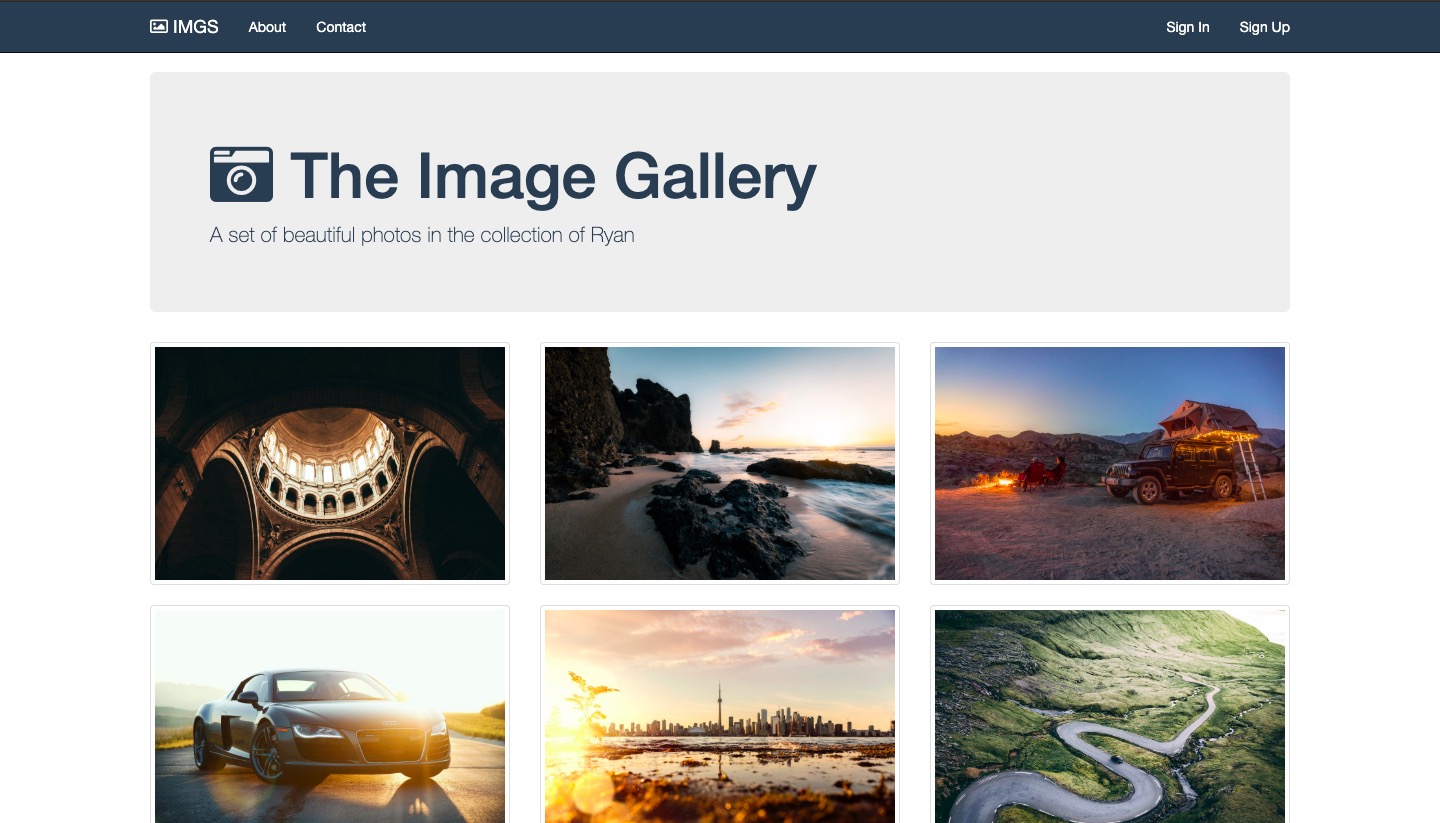 IMGS About Contact Sign In Sign Up
The Image Gallery
A set of beautiful photos in the collection of Ryan